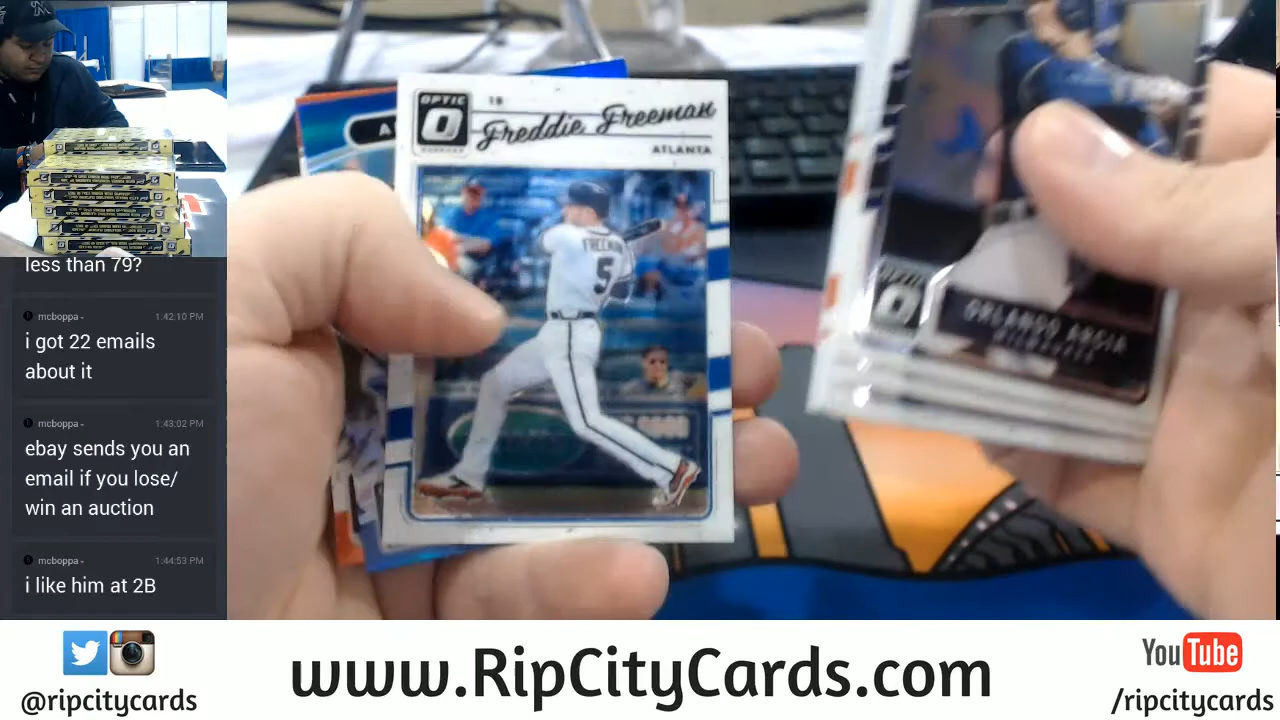 less than 79?
mcboppa
1:42:10 PM
i got 22 emails
about it
mcboppa
1:43:02 PM
ebay sends you an
email if you lose/
win an auction
mcboppa
1:44:53 PM
i like him at 2B
OPTIC
1B
Freddie Freeman
ATLANTA
FREEMAN
5
A
OPTIC
ORLANDO ARCIA
MILWAUKEE
www.RipCityCards.com
@ripcitycards
YouTube
/ripcitycards